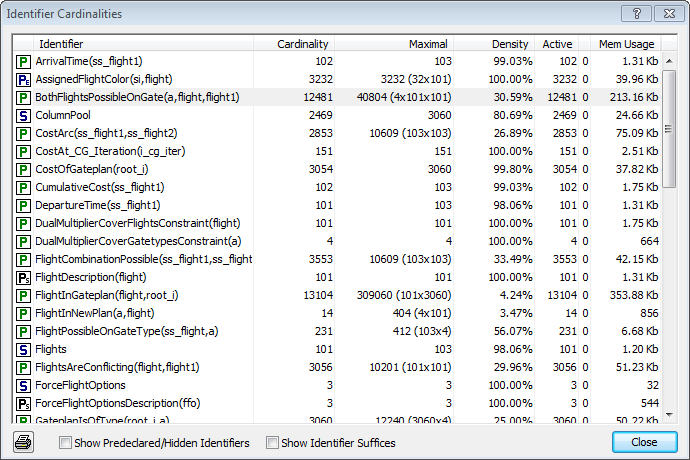 Identifier Cardinalities
Identifier Cardinality Maximal Density Active Mem Usage
P ArrivalTime(ss_flight1) 102 103 99.03% 102 0 1.31 Kb
PE AssignedFlightColor(si,flight) 3232 3232 (32x101) 100.00% 3232 0 39.96 Kb
P BothFlightsPossibleOnGate(a,flight,flight1) 12481 40804 (4x101x101) 30.59% 12481 0 213.16 Kb
S ColumnPool 2469 3060 80.69% 2469 0 24.66 Kb
P CostArc(ss_flight1,ss_flight2) 2853 10609 (103x103) 26.89% 2853 0 75.09 Kb
P CostAt_CG_Iteration(i_cg_iter) 151 151 100.00% 151 0 2.51 Kb
P CostOfGateplan(root_i) 3054 3060 99.80% 3054 0 37.82 Kb
P CumulativeCost(ss_flight1) 102 103 99.03% 102 0 1.75 Kb
P DepartureTime(ss_flight1) 101 103 98.06% 101 0 1.31 Kb
P DualMultiplierCoverFlightsConstraint(flight) 101 101 100.00% 101 0 1.75 Kb
P DualMultiplierCoverGatetypesConstraint(a) 4 4 100.00% 4 0 664
P FlightCombinationPossible(ss_flight1,ss_flight 3553 10609 (103x103) 33.49% 3553 0 42.15 Kb
PS FlightDescription(flight) 101 101 100.00% 101 0 1.31 Kb
P FlightInGateplan(flight,root_i) 13104 309060 (101x3060) 4.24% 13104 0 353.88 Kb
P FlightInNewPlan(a,flight) 14 404 (4x101) 3.47% 14 0 856
P FlightPossibleOnGateType(ss_flight,a) 231 412 (103x4) 56.07% 231 0 6.68 Kb
S Flights 101 103 98.06% 101 0 1.20 Kb
P FlightsAreConflicting(flight,flight1) 3056 10201 (101x101) 29.96% 3056 0 51.23 Kb
S ForceFlightOptions 3 3 100.00% 3 0 32
PS ForceFlightOptionsDescription(ffo) 3 3 100.00% 3 0 544
P GateplanIsOfType(root_i,a) 3060 12240 (3060x4) 25.00% 3060 0 50.22 Kb
Show Predeclared/Hidden Identifiers Show Identifier Suffices Close